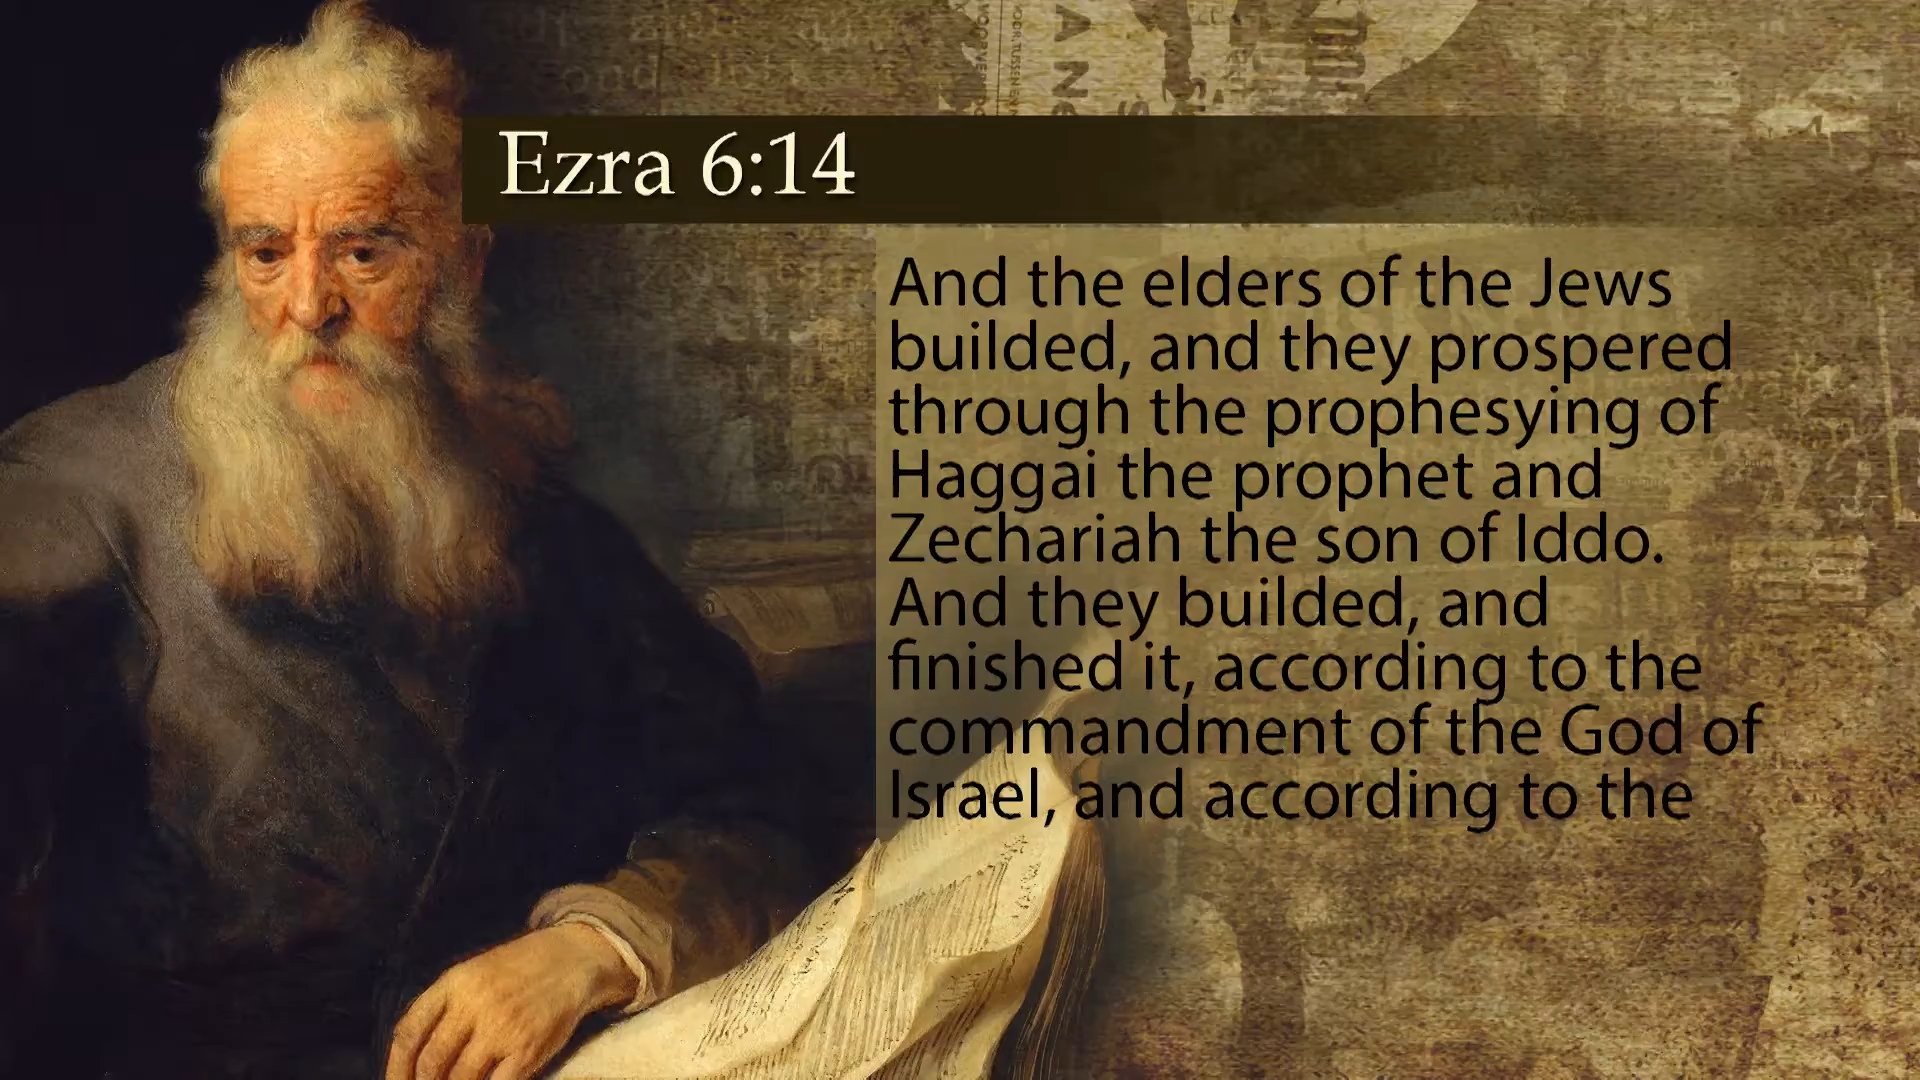 Ezra 6:14
And the elders of the Jews
builded, and they prospered
through the prophesying of
Haggai the prophet and
Zechariah the son of Iddo.
And they builded, and
finished it, according to the
commandment of the God of
Israel, and according to the